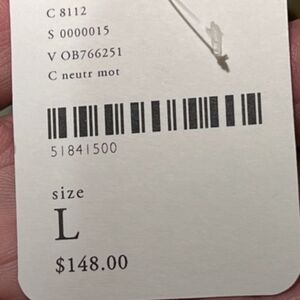 C 8112
S 0000015
V OB766251
C neutr mot
51841500
size
L
$148.00